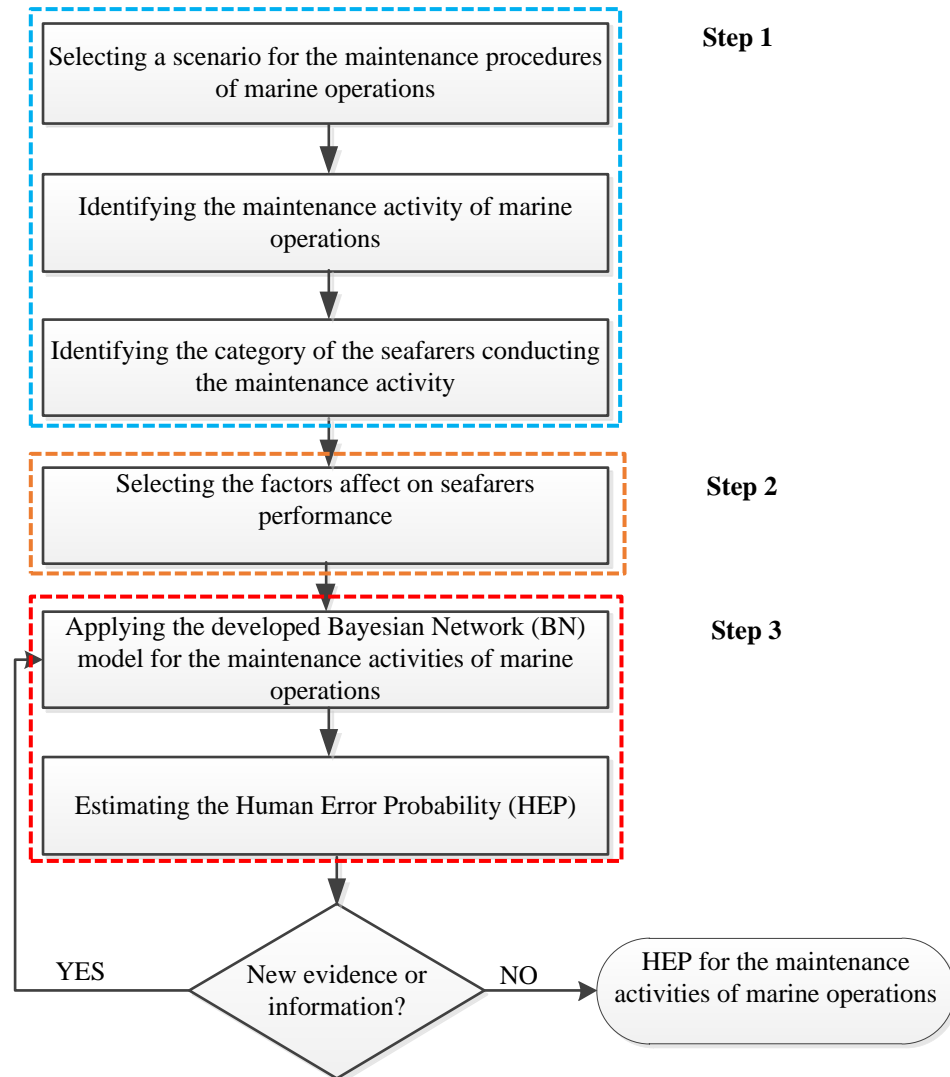 Step 1
Selecting a scenario for the maintenance procedures
of marine operations
Identifying the maintenance activity of marine
operations
Identifying the category of the seafarers conducting
the maintenance activity
Step 2
Selecting the factors affect on seafarers
performance
Step 3
Applying the developed Bayesian Network (BN)
model for the maintenance activities of marine
operations
Estimating the Human Error Probability (HEP)
New evidence or
information?
YES
NO
HEP for the maintenance
activities of marine operations